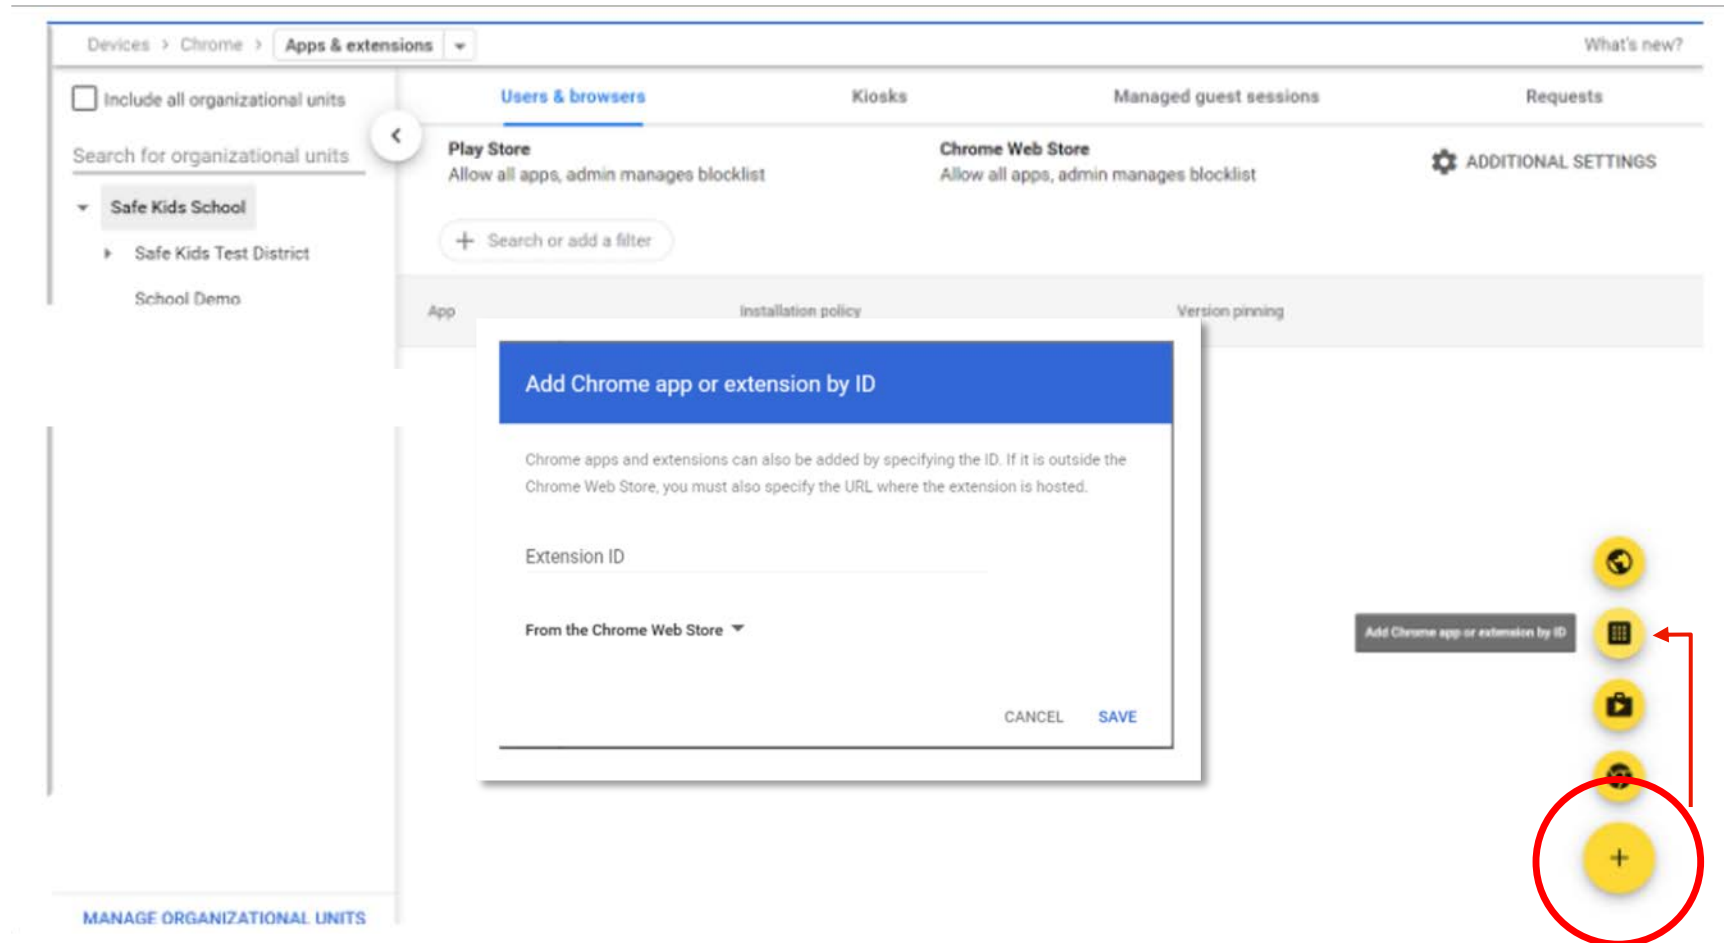 Devices > Chrome > Apps & extensions
What's new?
Include all organizational units
Search for organizational units
Safe Kids School
Safe Kids Test District
School Demo
MANAGE ORGANIZATIONAL UNITS
Users & browsers
Kiosks
Managed guest sessions
Requests
Play Store
Allow all apps, admin manages blocklist
Chrome Web Store
Allow all apps, admin manages blocklist
ADDITIONAL SETTINGS
Search or add a filter
App
Installation policy
Version pinning
Add Chrome app or extension by ID
Chrome apps and extensions can also be added by specifying the ID. If it is outside the
Chrome Web Store, you must also specify the URL where the extension is hosted.
Extension ID
From the Chrome Web Store
CANCEL
SAVE
Add Chrome app or extension by ID